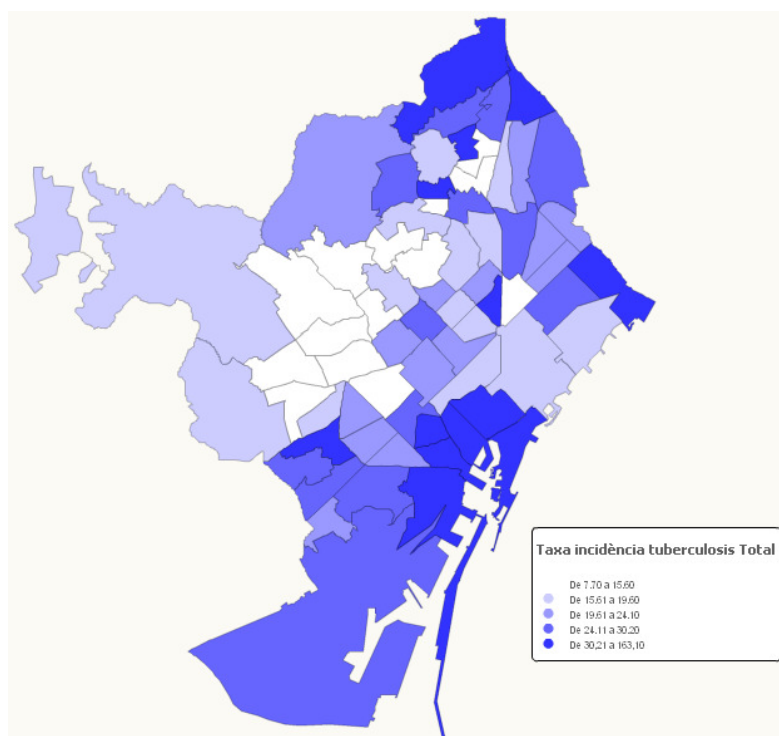 Taxa incidència tuberculosis Total
De 7.70 a 15.60
De 15.61 a 19.60
De 19.61 a 24.10
De 24.11 a 30,20
De 30,21 a 163,10